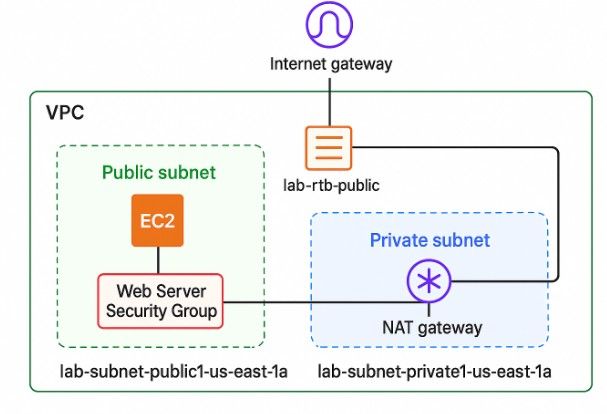 Internet gateway
VPC
lab-rtb-public
Public subnet
EC2
Web Server
Security Group
Private subnet
NAT gateway
lab-subnet-public1-us-east-1a
lab-subnet-private1-us-east-1a